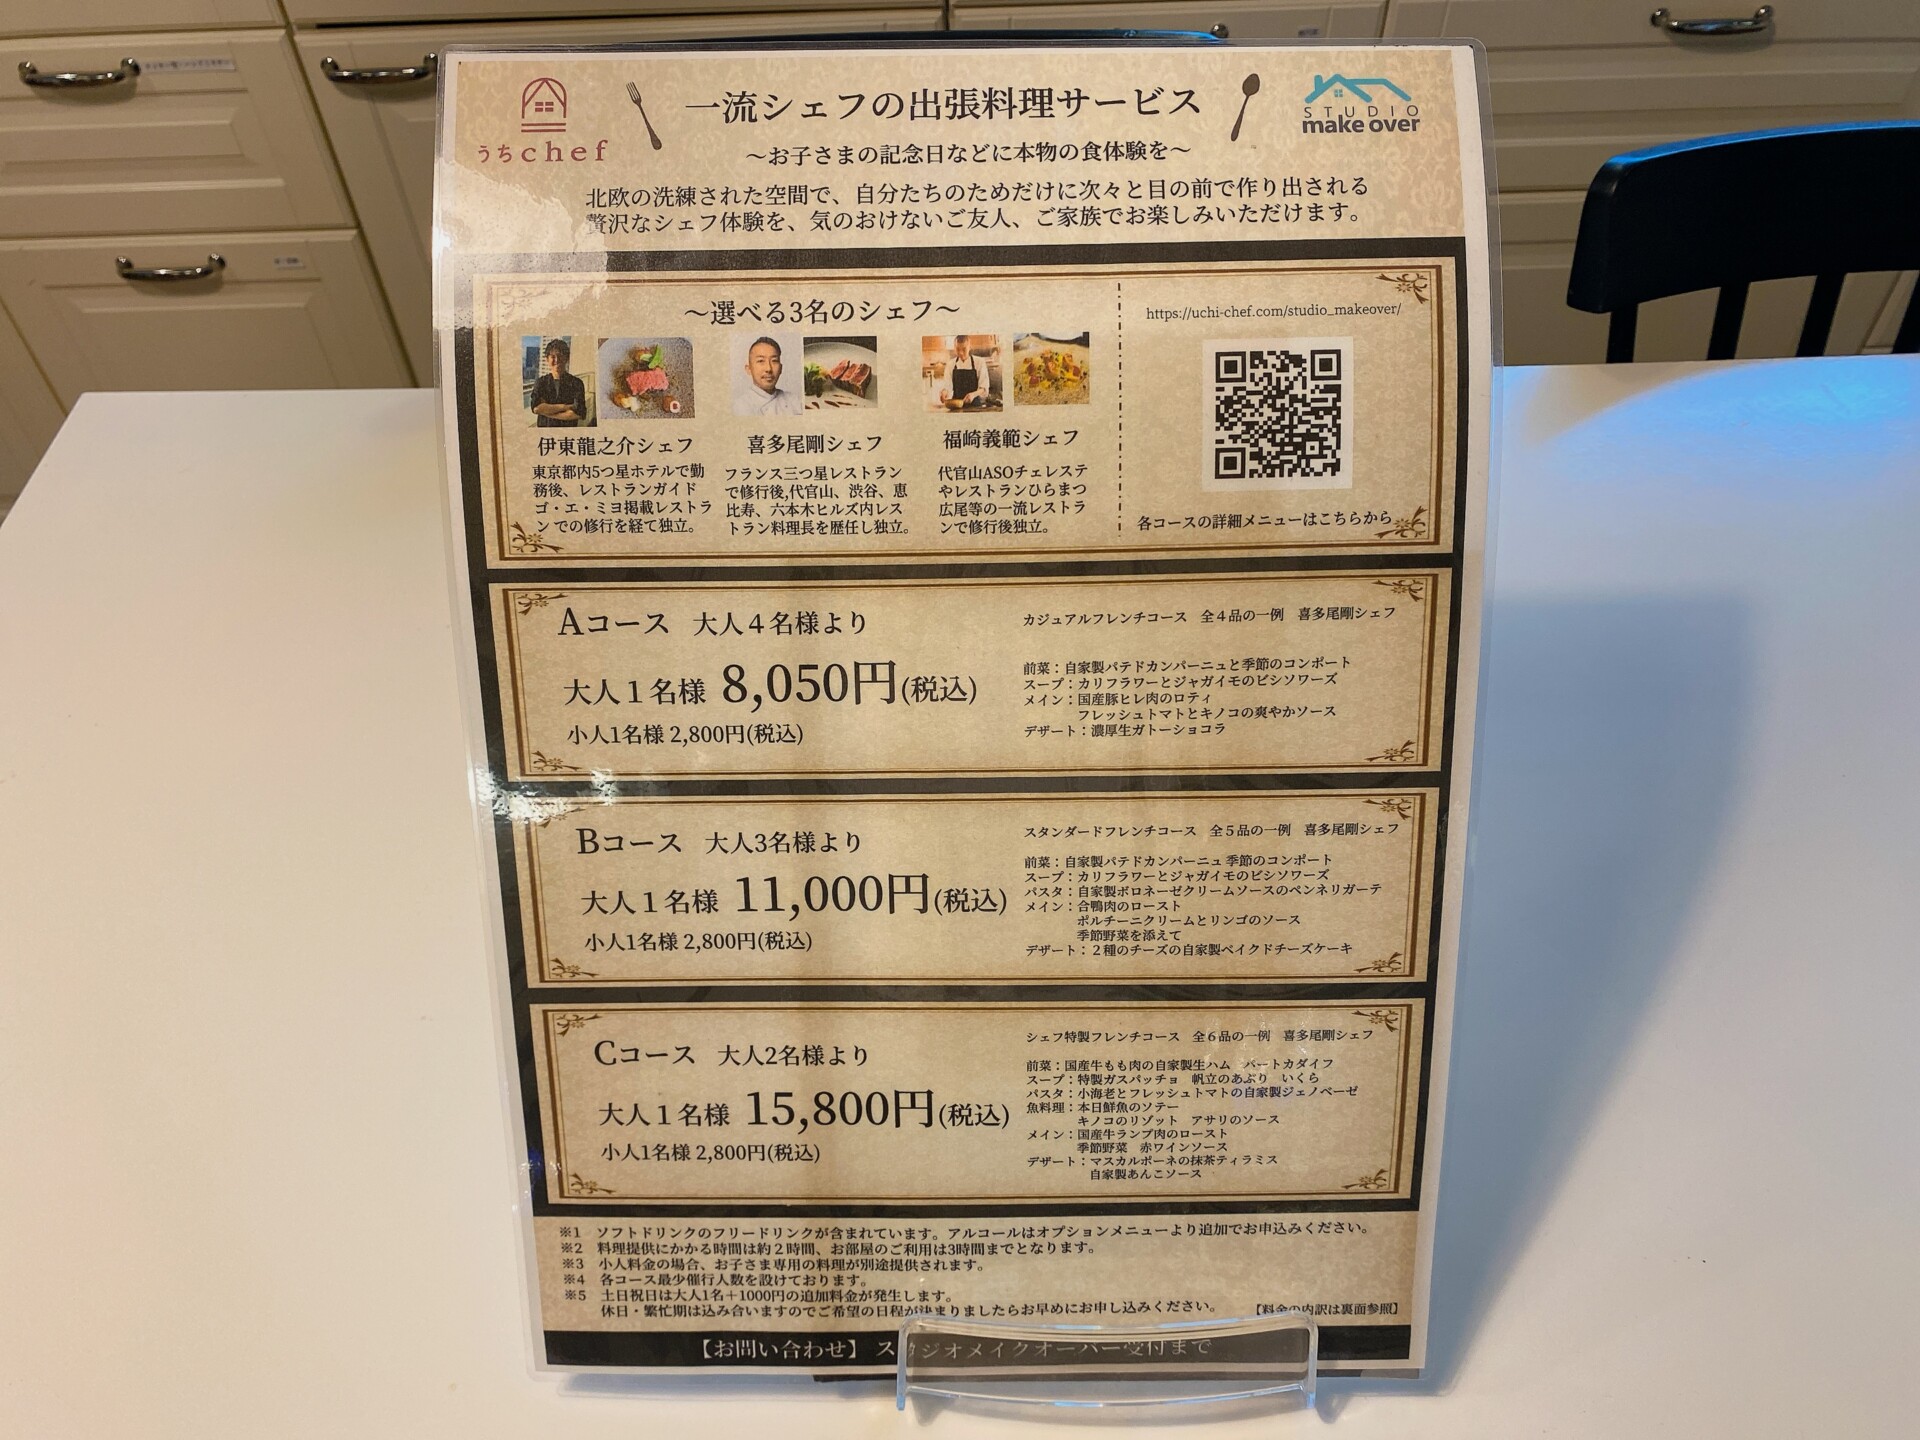 うちchef
一流シェフの出張料理サービス
STUDIO
make over
〜お子さまの記念日などに本物の食体験を〜
北欧の洗練された空間で、自分たちのためだけに次々と目の前で作り出される
贅沢なシェフ体験を、気のおけないご友人、ご家族でお楽しみいただけます。
〜選べる3名のシェフ〜
伊東龍之介シェフ
東京都内5つ星ホテルで勤
務後、レストランガイド
ゴ・エ・ミヨ掲載レストラ
ンでの修行を経て独立。
喜多尾剛シェフ
フランス三つ星レストラン
で修行後,代官山、渋谷、恵
比寿、六本木ヒルズ内レス
トラン料理長を歴任し独立。
福崎義範シェフ
代官山ASOチェレステ
やレストランひらまつ
広尾等の一流レストラ
ンで修行後独立。
https://uchi-chef.com/studio_makeover/
各コースの詳細メニューはこちらから
Aコース 大人４名様より
大人１名様 8,050円(税込)
小人1名様 2,800円(税込)
カジュアルフレンチコース 全４品の一例 喜多尾剛シェフ
前菜：自家製パテドカンパーニュと季節のコンポート
スープ：カリフラワーとジャガイモのビシソワーズ
メイン：国産豚ヒレ肉のロティ
フレッシュトマトとキノコの爽やかソース
デザート：濃厚生ガトーショコラ
Bコース 大人3名様より
大人１名様 11,000円(税込)
小人1名様 2,800円(税込)
スタンダードフレンチコース 全５品の一例 喜多尾剛シェフ
前菜：自家製パテドカンパーニュ 季節のコンポート
スープ：カリフラワーとジャガイモのビシソワーズ
パスタ：自家製ボロネーゼクリームソースのペンネリガーテ
メイン：合鴨肉のロースト
ポルチーニクリームとリンゴのソース
季節野菜を添えて
デザート：２種のチーズの自家製ベイクドチーズケーキ
Cコース 大人2名様より
大人１名様 15,800円(税込)
小人1名様 2,800円(税込)
シェフ特製フレンチコース 全６品の一例 喜多尾剛シェフ
前菜：国産牛もも肉の自家製生ハム パートカダイフ
スープ：特製ガスパッチョ 帆立のあぶり いくら
パスタ：小海老とフレッシュトマトの自家製ジェノベーゼ
魚料理：本日鮮魚のソテー
キノコのリゾット アサリのソース
メイン：国産牛ランプ肉のロースト
季節野菜 赤ワインソース
デザート：マスカルポーネの抹茶ティラミス
自家製あんこソース
※1 ソフトドリンクのフリードリンクが含まれています。アルコールはオプションメニューより追加でお申込みください。
※2 料理提供にかかる時間は約２時間、お部屋のご利用は3時間までとなります。
※3 小人料金の場合、お子さま専用の料理が別途提供されます。
※4 各コース最少催行人数を設けております。
※5 土日祝日は大人1名＋1000円の追加料金が発生します。
休日・繁忙期は込み合いますのでご希望の日程が決まりましたらお早めにお申し込みください。 【料金の内訳は裏面参照】
【お問い合わせ】 スタジオメイクオーバー受付まで